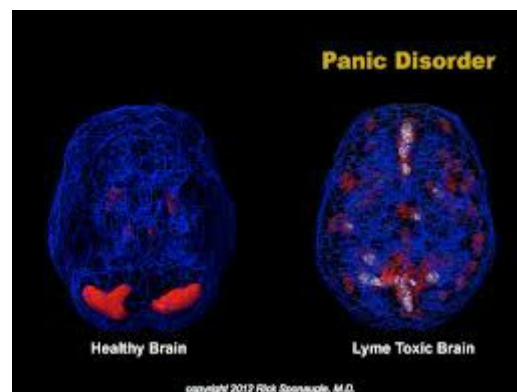 Panic Disorder
Healthy Brain
Lyme Toxic Brain
copyright 2012 Rick Sponaugle, M.D.